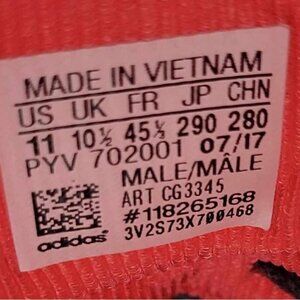 MADE IN VIETNAM
US UK FR JP CHN
11 10½ 45⅓ 290 280
PYV 702001 07/17
MALE/MÂLE
ART CG3345
#118265168
3V2S73X700468
adidas